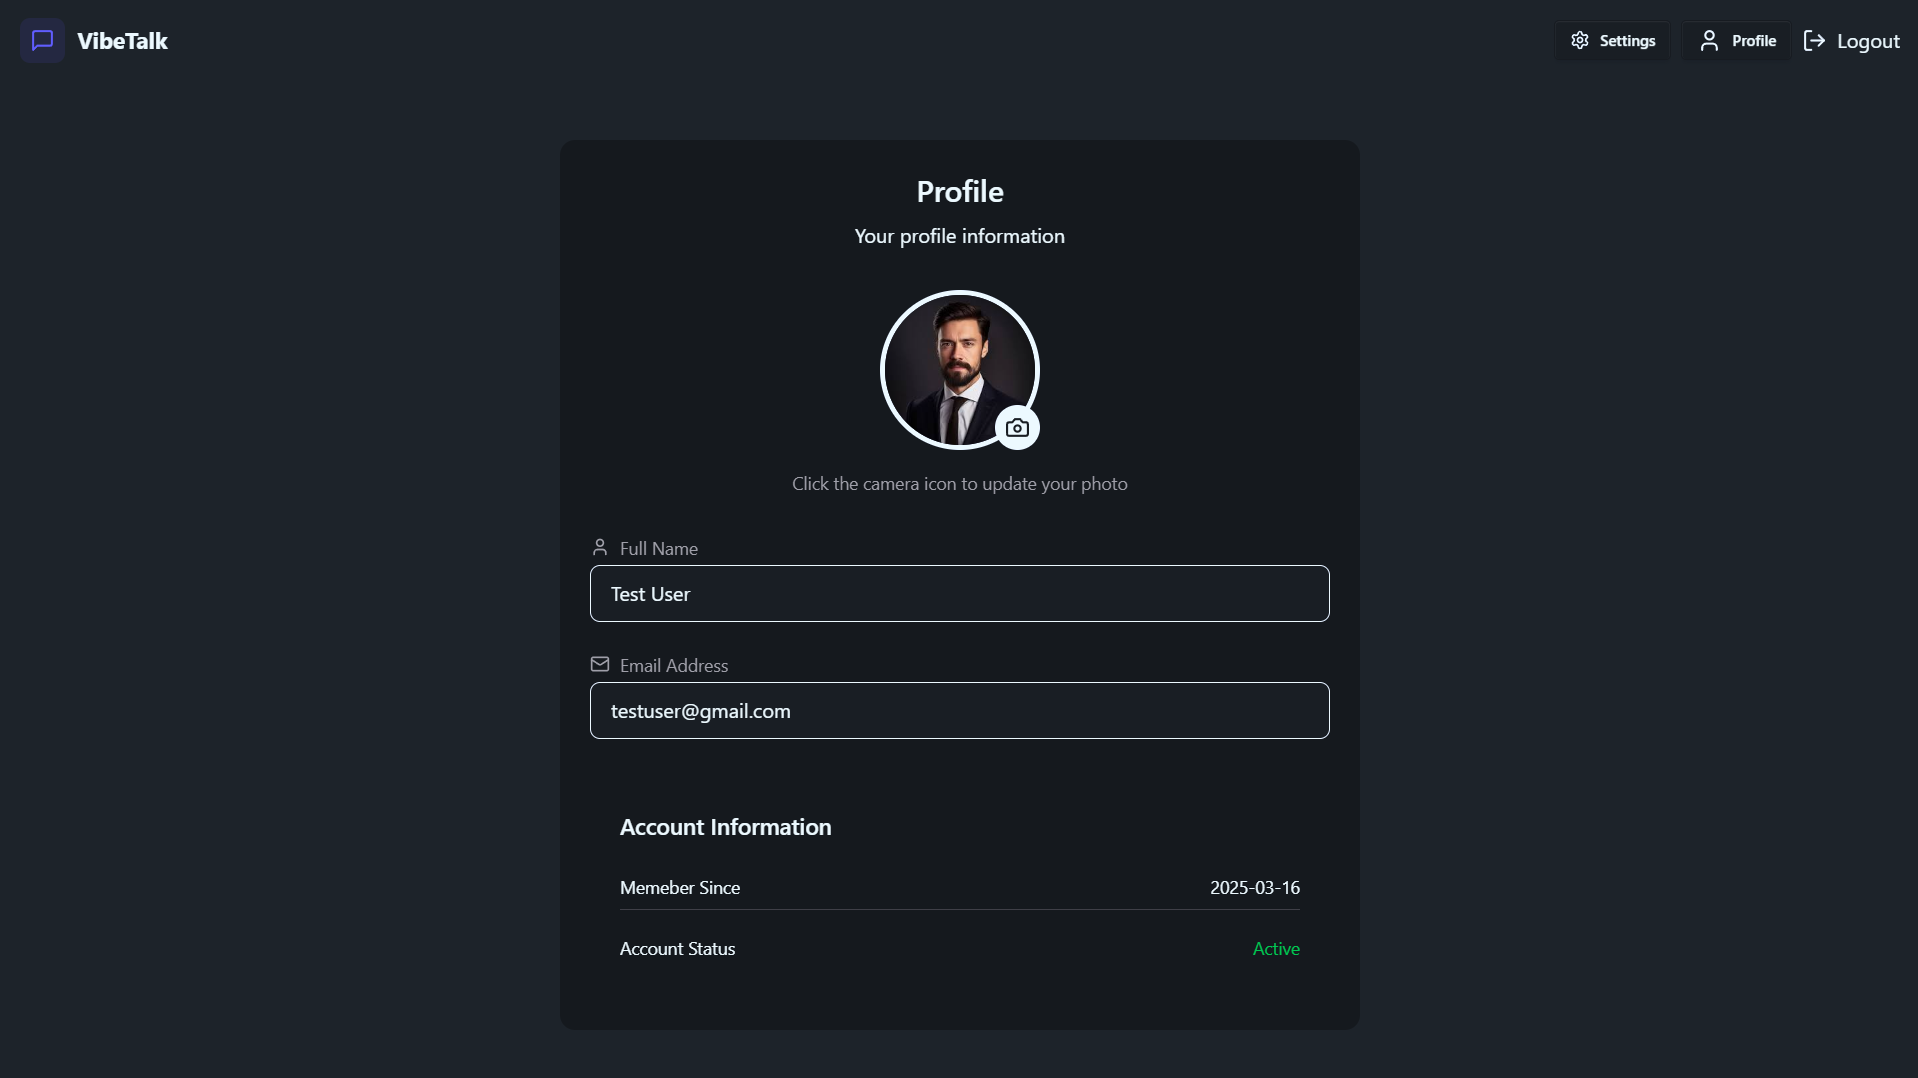 VibeTalk
Settings
Profile
Logout
Profile
Your profile information
Click the camera icon to update your photo
Full Name
Test User
Email Address
testuser@gmail.com
Account Information
Memeber Since
2025-03-16
Account Status
Active